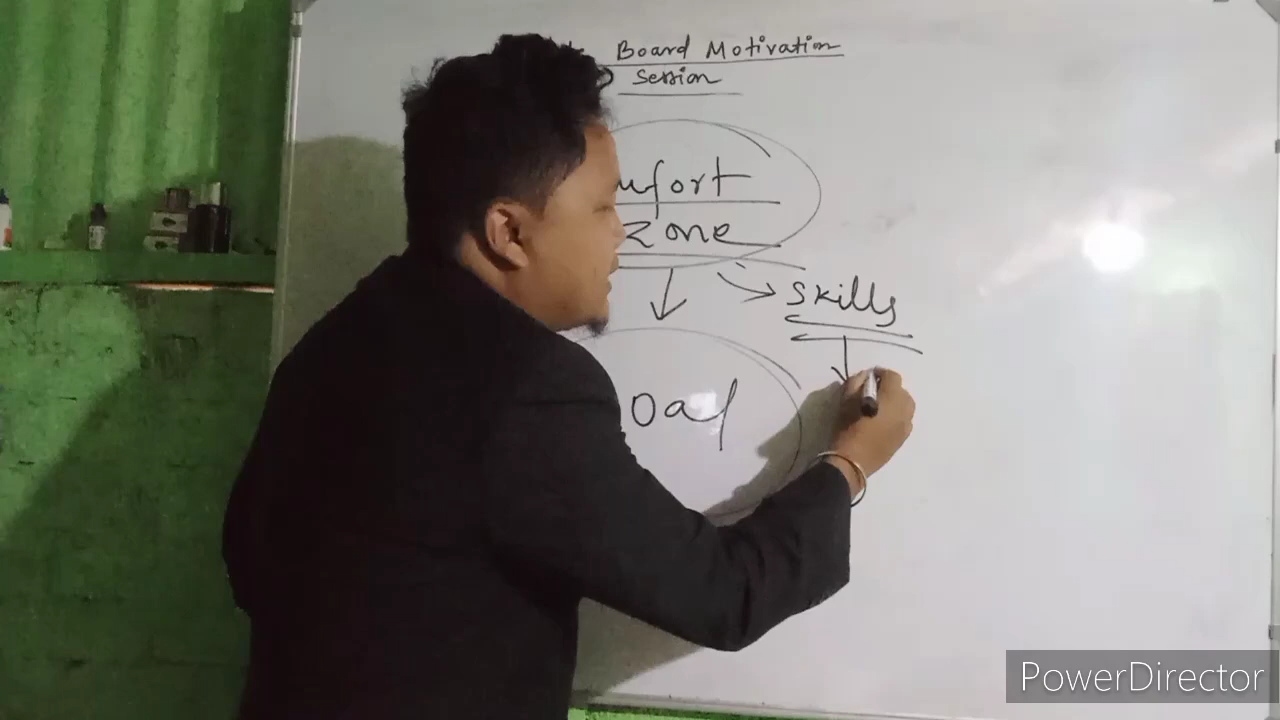 Board Motivation
Session
mfort
zone
skills
oal
PowerDirector